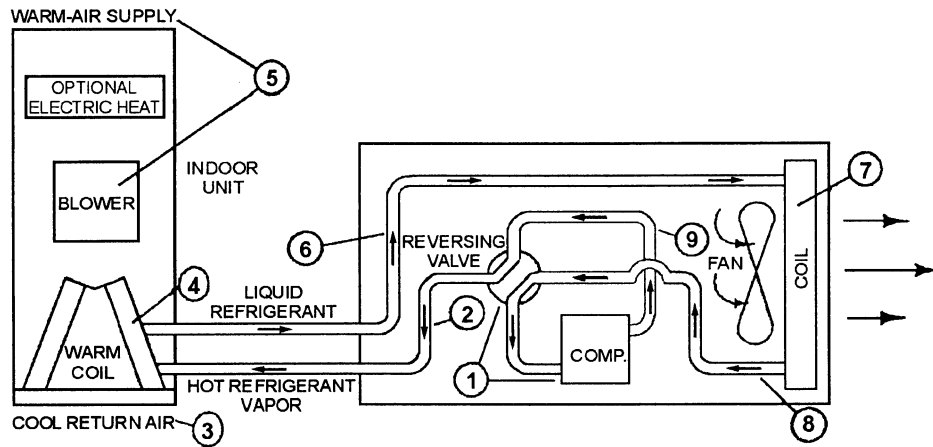 WARM-AIR SUPPLY
5
OPTIONAL
ELECTRIC HEAT
BLOWER
INDOOR
UNIT
7
6
REVERSING
VALVE
9
FAN
COIL
4
LIQUID
REFRIGERANT
2
WARM
COIL
COMP.
1
HOT REFRIGERANT
VAPOR
8
COOL RETURN AIR
3